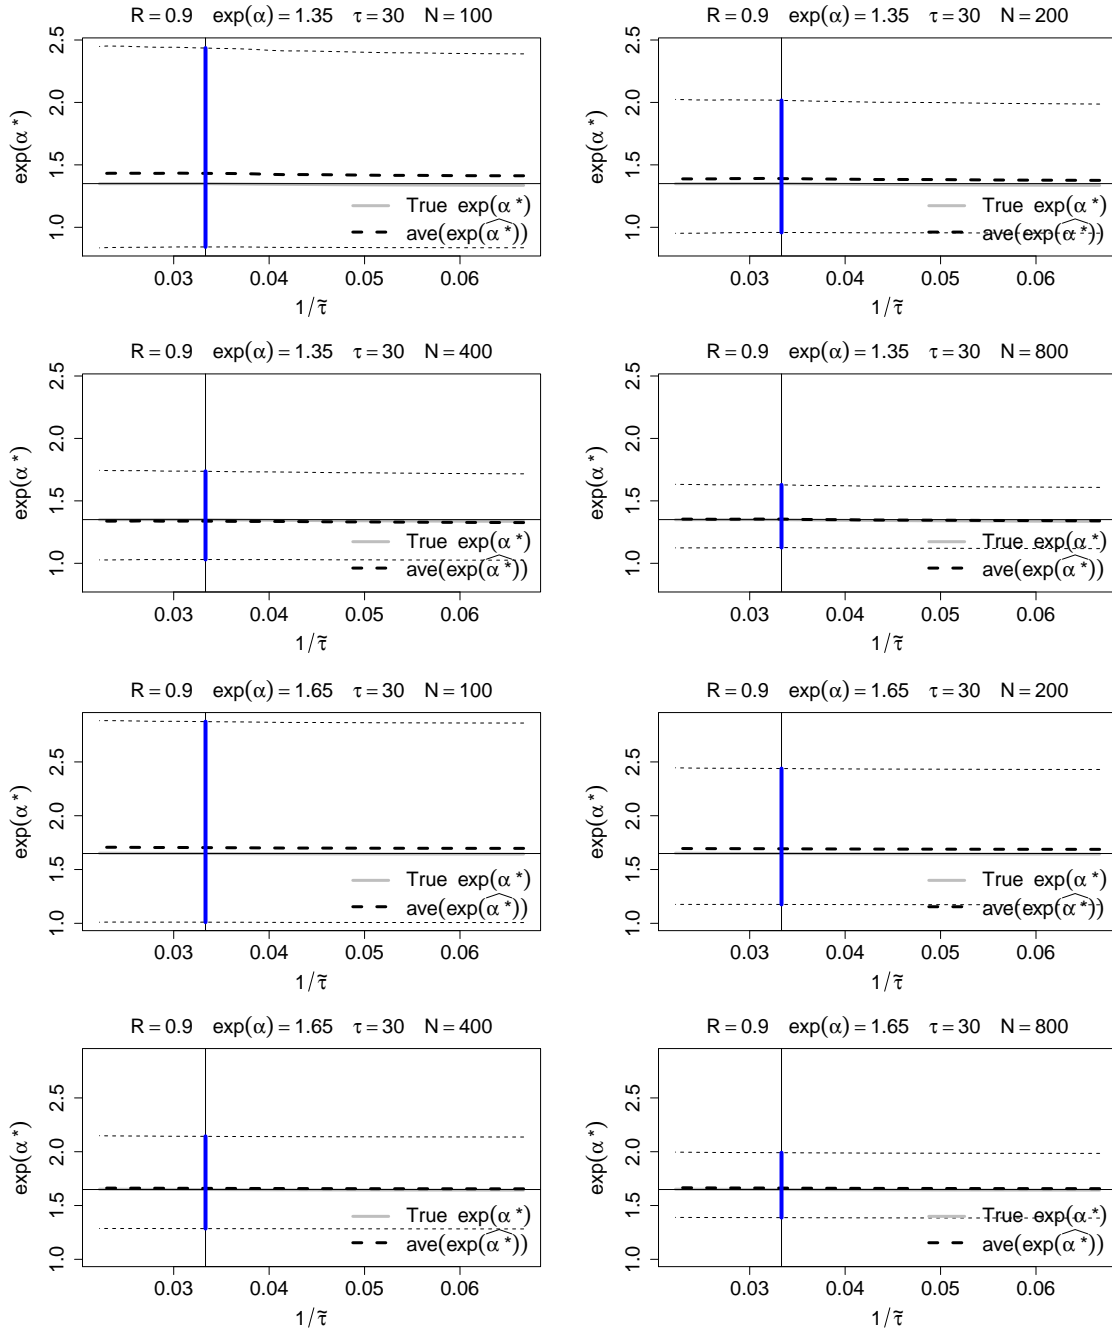 R = 0.9 exp(α) = 1.35 τ = 30 N = 100
exp(α*)
2.5
2.0
1.5
1.0
True exp(α*)
ave(exp(α̂*))
0.03 0.04 0.05 0.06
1/τ̃
R = 0.9 exp(α) = 1.35 τ = 30 N = 200
exp(α*)
2.5
2.0
1.5
1.0
True exp(α*)
ave(exp(α̂*))
0.03 0.04 0.05 0.06
1/τ̃
R = 0.9 exp(α) = 1.35 τ = 30 N = 400
exp(α*)
2.5
2.0
1.5
1.0
True exp(α*)
ave(exp(α̂*))
0.03 0.04 0.05 0.06
1/τ̃
R = 0.9 exp(α) = 1.35 τ = 30 N = 800
exp(α*)
2.5
2.0
1.5
1.0
True exp(α*)
ave(exp(α̂*))
0.03 0.04 0.05 0.06
1/τ̃
R = 0.9 exp(α) = 1.65 τ = 30 N = 100
exp(α*)
2.5
2.0
1.5
1.0
True exp(α*)
ave(exp(α̂*))
0.03 0.04 0.05 0.06
1/τ̃
R = 0.9 exp(α) = 1.65 τ = 30 N = 200
exp(α*)
2.5
2.0
1.5
1.0
True exp(α*)
ave(exp(α̂*))
0.03 0.04 0.05 0.06
1/τ̃
R = 0.9 exp(α) = 1.65 τ = 30 N = 400
exp(α*)
2.5
2.0
1.5
1.0
True exp(α*)
ave(exp(α̂*))
0.03 0.04 0.05 0.06
1/τ̃
R = 0.9 exp(α) = 1.65 τ = 30 N = 800
exp(α*)
2.5
2.0
1.5
1.0
True exp(α*)
ave(exp(α̂*))
0.03 0.04 0.05 0.06
1/τ̃